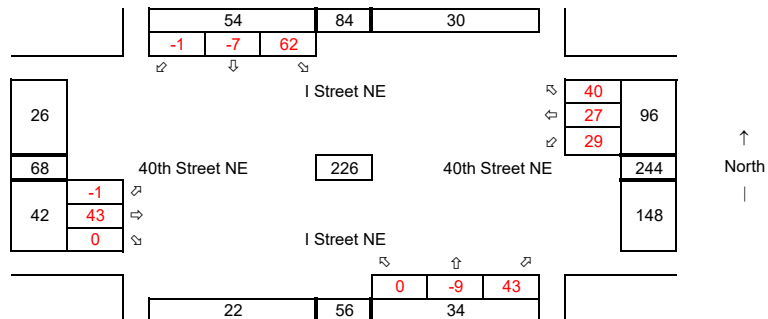 54 84 30
-1 -7 62
I Street NE
40
26 27 96
29
↑
68 40th Street NE 226 40th Street NE 244 North
-1 |
42 43 148
0 I Street NE
0 -9 43
22 56 34